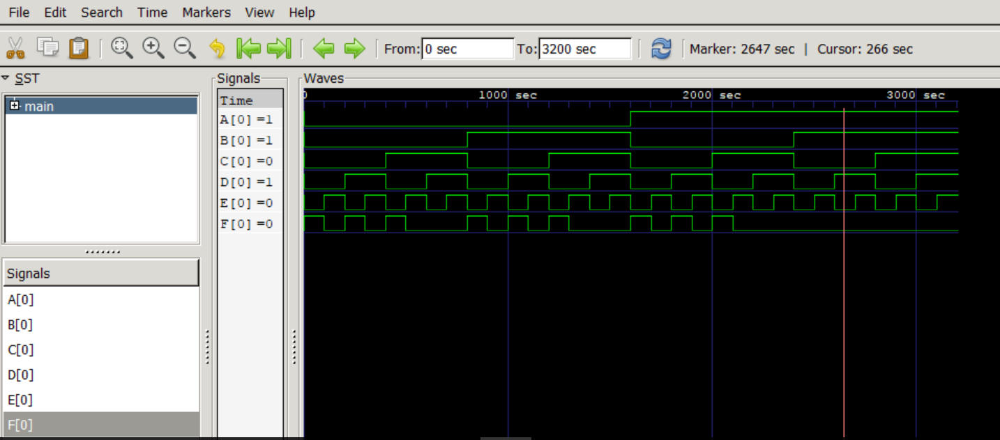 File Edit Search Time Markers View Help
From: 0 sec To: 3200 sec Marker: 2647 sec | Cursor: 266 sec
SST
main
Signals
A[0]
B[0]
C[0]
D[0]
E[0]
F[0]
Signals
Time
A[0] =1
B[0] =1
C[0] =0
D[0] =1
E[0] =0
F[0] =0
Waves
0 1000 sec 2000 sec 3000 sec